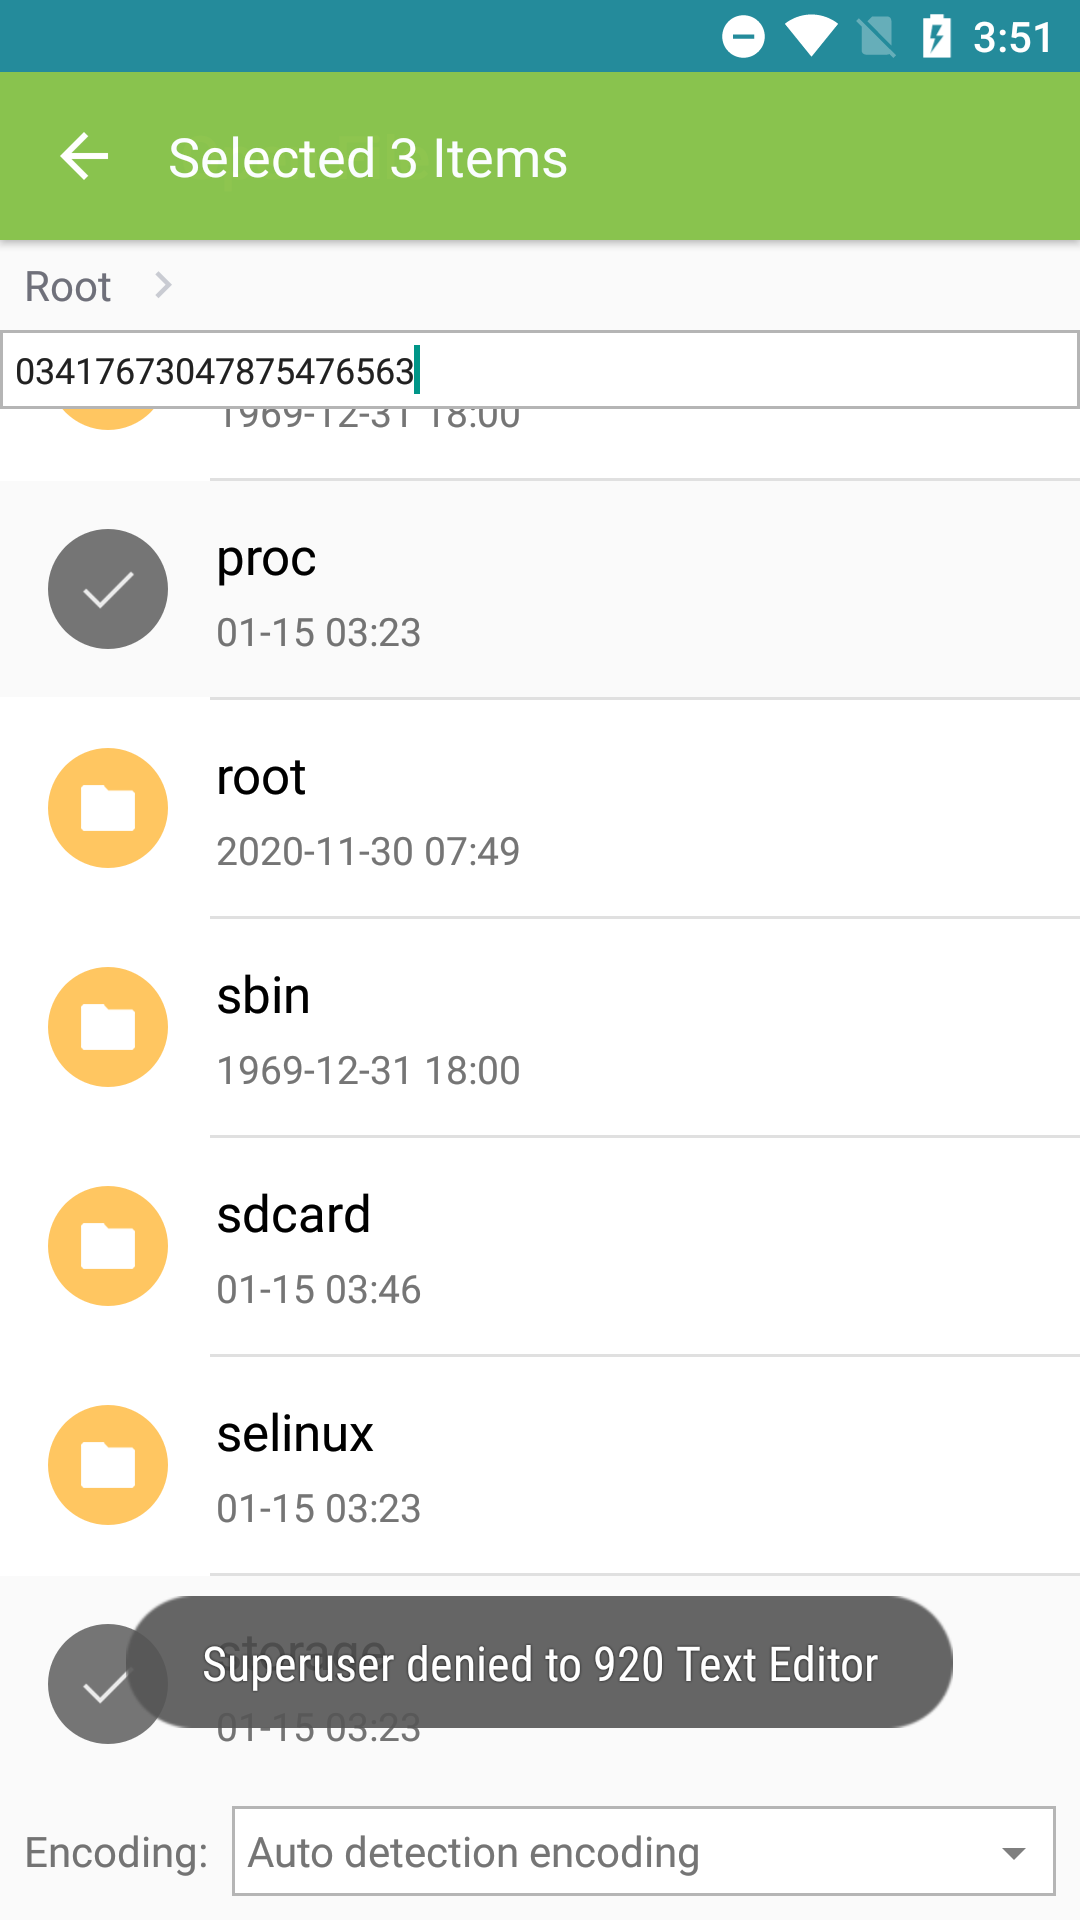 3:51
Selected 3 Items
Root
03417673047875476563
1969-12-31 18:00
proc
01-15 03:23
root
2020-11-30 07:49
sbin
1969-12-31 18:00
sdcard
01-15 03:46
selinux
01-15 03:23
storage
Superuser denied to 920 Text Editor
01-15 03:23
Encoding: Auto detection encoding